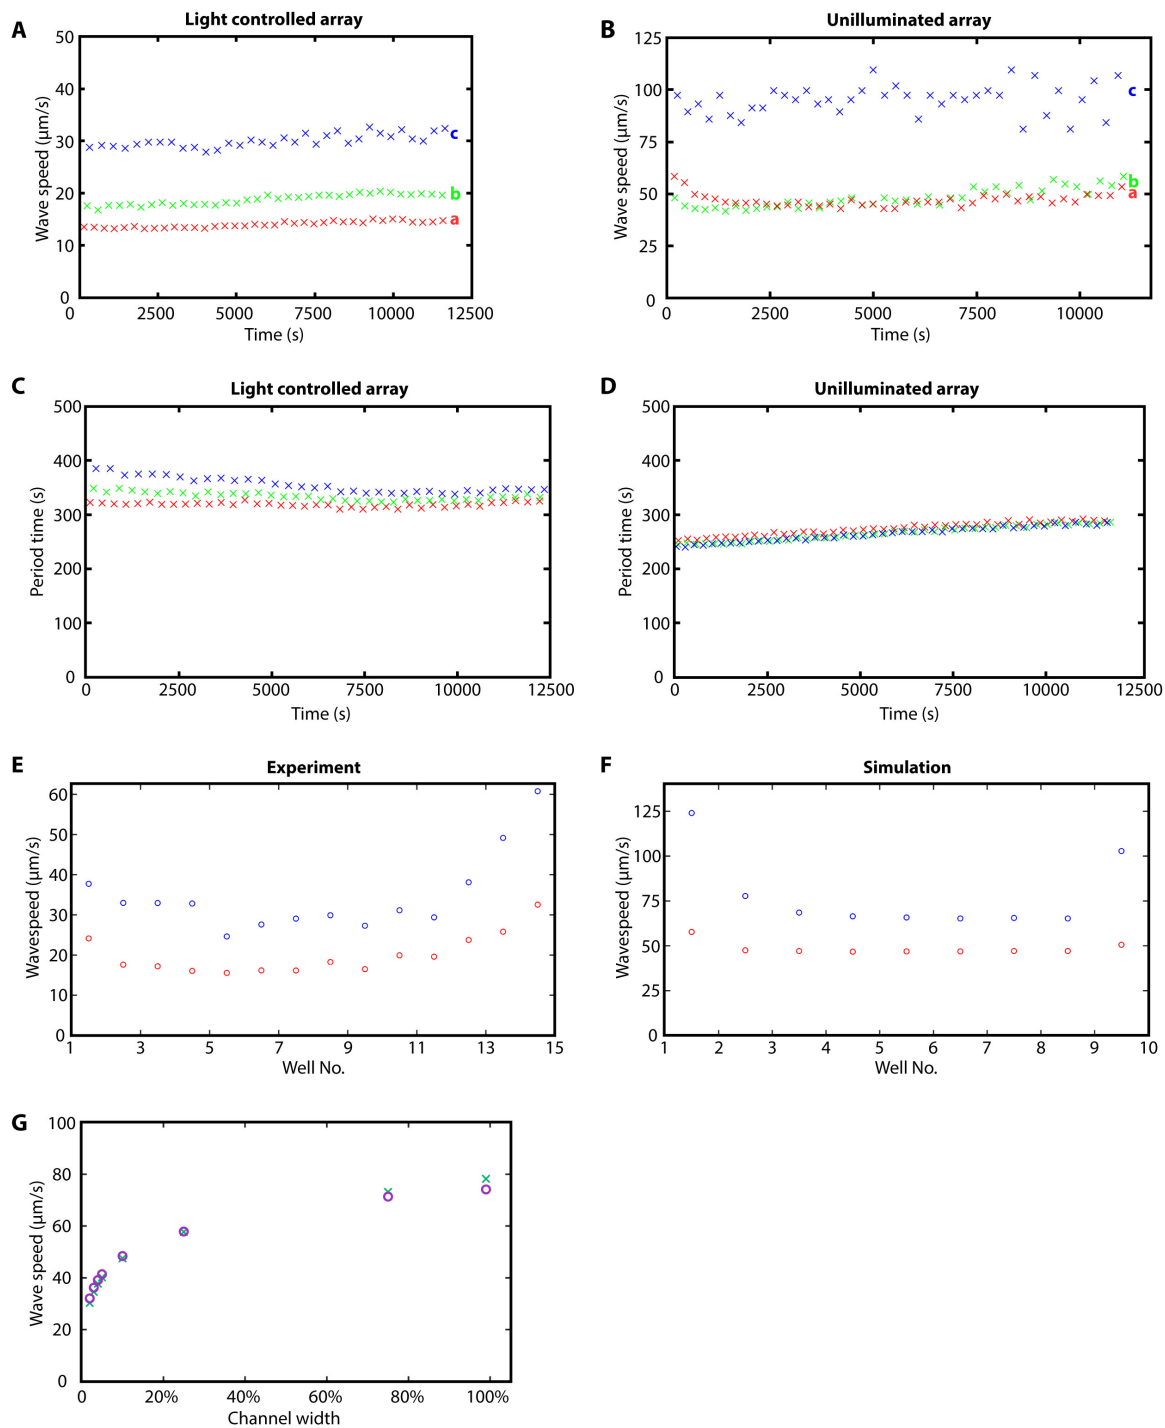 A
Light controlled array
50
40
30
20
10
0
Wave speed (μm/s)
c
b
a
2500
5000
7500
10000
12500
Time (s)
B
Unilluminated array
125
100
75
50
25
0
Wave speed (μm/s)
c
b
a
2500
5000
7500
10000
Time (s)
C
Light controlled array
500
400
300
200
100
0
Period time (s)
0
2500
5000
7500
10000
12500
Time (s)
D
Unilluminated array
500
400
300
200
100
0
Period time (s)
0
2500
5000
7500
10000
12500
Time (s)
E
Experiment
60
50
40
30
20
10
0
Wavespeed (μm/s)
1
3
5
7
9
11
13
15
Well No.
F
Simulation
125
100
75
50
25
0
Wavespeed (μm/s)
1
2
3
4
5
6
7
8
9
10
Well No.
G
100
80
60
40
20
0
Wave speed (μm/s)
0
20%
40%
60%
80%
100%
Channel width